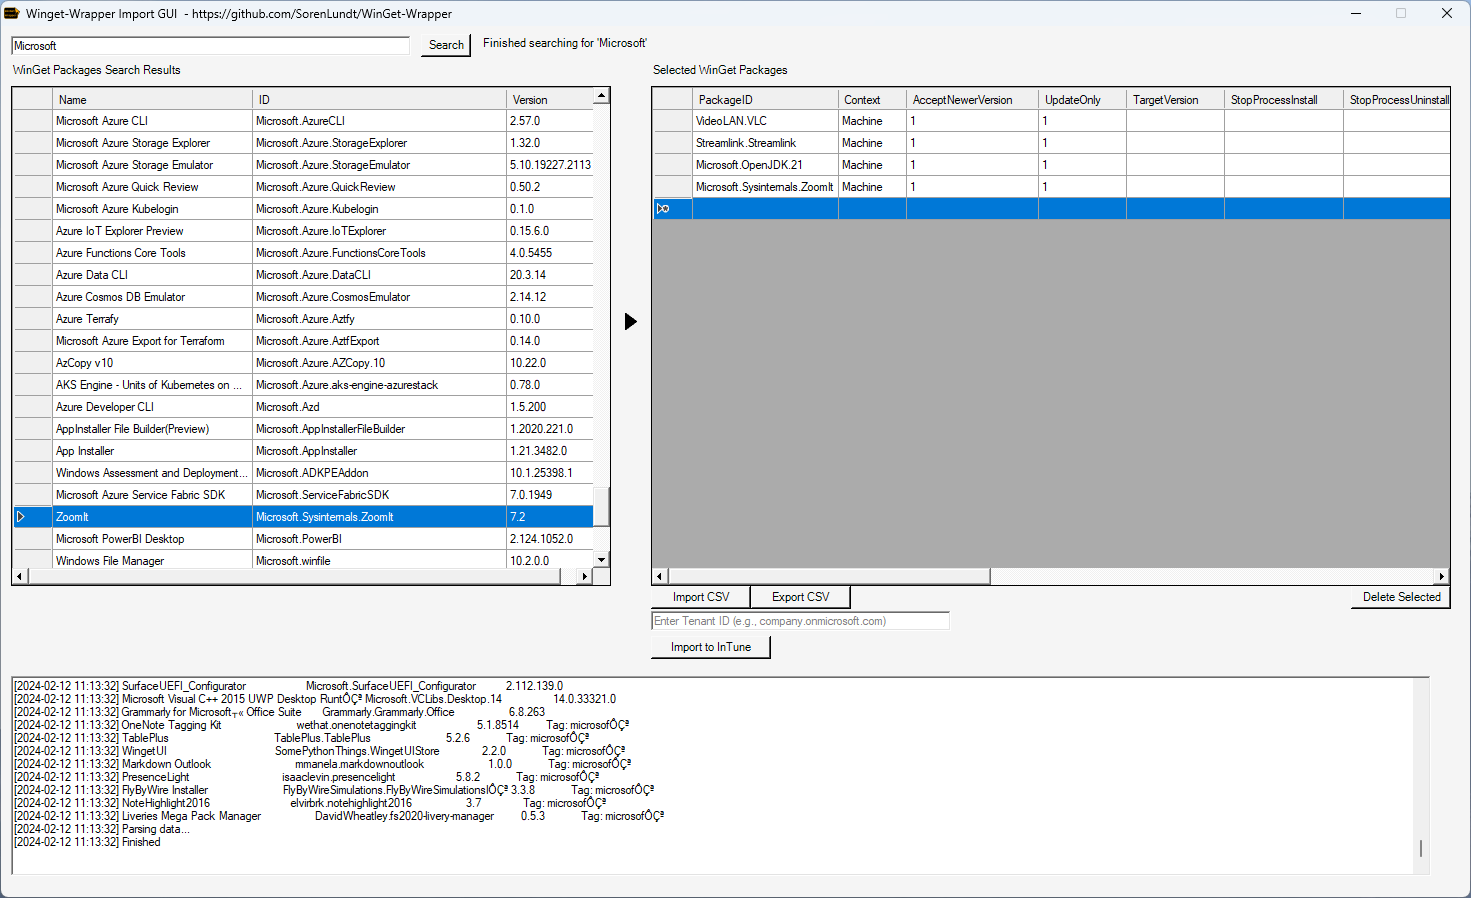 Winget-Wrapper Import GUI - https://github.com/SorenLundt/WinGet-Wrapper
Microsoft
Search
Finished searching for 'Microsoft'
WinGet Packages Search Results
Name ID Version
Microsoft Azure CLI Microsoft.AzureCLI 2.57.0
Microsoft Azure Storage Explorer Microsoft.Azure.StorageExplorer 1.32.0
Microsoft Azure Storage Emulator Microsoft.Azure.StorageEmulator 5.10.19227.2113
Microsoft Azure Quick Review Microsoft.Azure.QuickReview 0.50.2
Microsoft Azure Kubelogin Microsoft.Azure.Kubelogin 0.1.0
Azure IoT Explorer Preview Microsoft.Azure.IoTExplorer 0.15.6.0
Azure Functions Core Tools Microsoft.Azure.FunctionsCoreTools 4.0.5455
Azure Data CLI Microsoft.Azure.DataCLI 20.3.14
Azure Cosmos DB Emulator Microsoft.Azure.CosmosEmulator 2.14.12
Azure Terrafy Microsoft.Azure.Aztfy 0.10.0
Microsoft Azure Export for Terraform Microsoft.Azure.AztfExport 0.14.0
AzCopy v10 Microsoft.Azure.AZCopy.10 10.22.0
AKS Engine - Units of Kubernetes on ... Microsoft.Azure.aks-engine-azurestack 0.78.0
Azure Developer CLI Microsoft.Azd 1.5.200
AppInstaller File Builder(Preview) Microsoft.AppInstallerFileBuilder 1.2020.221.0
App Installer Microsoft.AppInstaller 1.21.3482.0
Windows Assessment and Deployment... Microsoft.ADKPEAddon 10.1.25398.1
Microsoft Azure Service Fabric SDK Microsoft.ServiceFabricSDK 7.0.1949
ZoomIt Microsoft.Sysinternals.ZoomIt 7.2
Microsoft PowerBI Desktop Microsoft.PowerBI 2.124.1052.0
Windows File Manager Microsoft.winfile 10.2.0.0
Selected WinGet Packages
PackageID Context AcceptNewerVersion UpdateOnly TargetVersion StopProcessInstall StopProcessUninstall
VideoLAN.VLC Machine 1 1
Streamlink.Streamlink Machine 1 1
Microsoft.OpenJDK.21 Machine 1 1
Microsoft.Sysinternals.ZoomIt Machine 1 1
Import CSV Export CSV Delete Selected
Enter Tenant ID (e.g., company.onmicrosoft.com)
Import to InTune
[2024-02-12 11:13:32] SurfaceUEFI_Configurator Microsoft.SurfaceUEFI_Configurator 2.112.139.0
[2024-02-12 11:13:32] Microsoft Visual C++ 2015 UWP Desktop RuntÔÇª Microsoft.VCLibs.Desktop.14 14.0.33321.0
[2024-02-12 11:13:32] Grammarly for Microsoft┬« Office Suite Grammarly.Grammarly.Office 6.8.263
[2024-02-12 11:13:32] OneNote Tagging Kit wethat.onenotetaggingkit 5.1.8514 Tag: microsofÔÇª
[2024-02-12 11:13:32] TablePlus TablePlus.TablePlus 5.2.6 Tag: microsofÔÇª
[2024-02-12 11:13:32] WingetUI SomePythonThings.WingetUIStore 2.2.0 Tag: microsofÔÇª
[2024-02-12 11:13:32] Markdown Outlook mmanela.markdownoutlook 1.0.0 Tag: microsofÔÇª
[2024-02-12 11:13:32] PresenceLight isaaclevin.presencelight 5.8.2 Tag: microsofÔÇª
[2024-02-12 11:13:32] FlyByWire Installer FlyByWireSimulations.FlyByWireSimulationsIÔÇª 3.3.8 Tag: microsofÔÇª
[2024-02-12 11:13:32] NoteHighlight2016 elvirbrk.notehighlight2016 3.7 Tag: microsofÔÇª
[2024-02-12 11:13:32] Liveries Mega Pack Manager DavidWheatley.fs2020-livery-manager 0.5.3 Tag: microsofÔÇª
[2024-02-12 11:13:32] Parsing data...
[2024-02-12 11:13:32] Finished